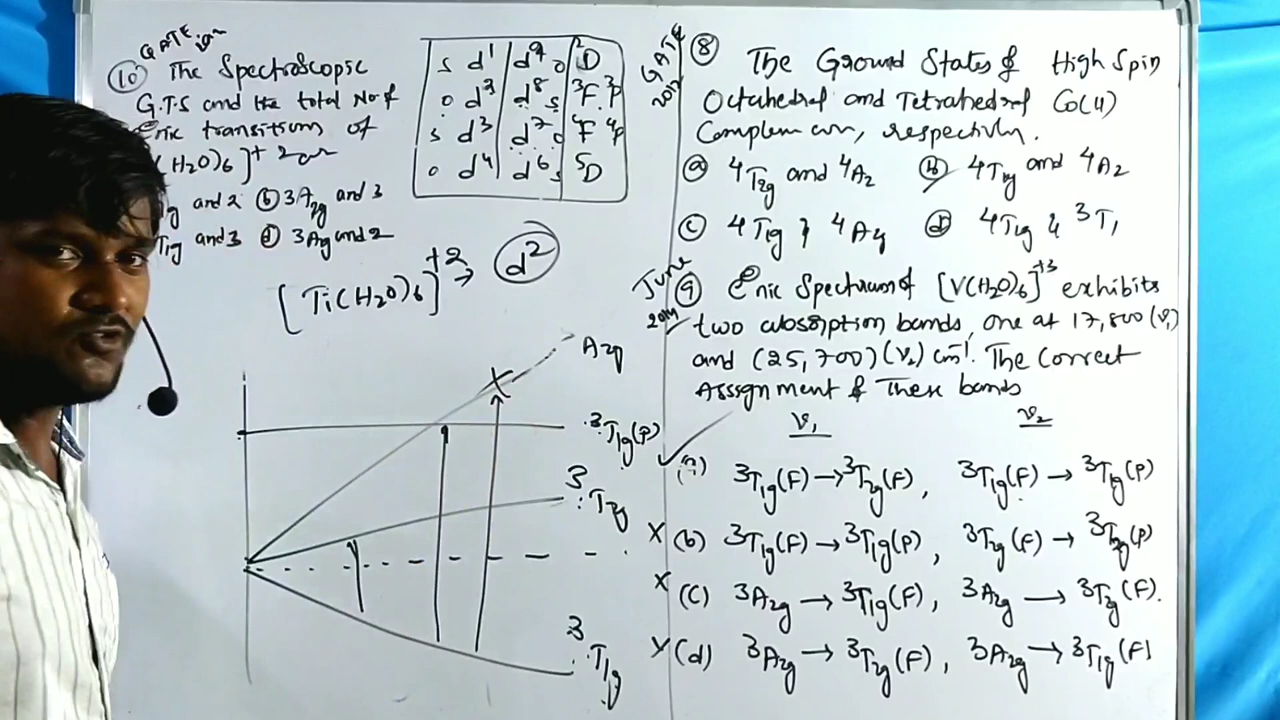 GATE
(10) The Spectroscopic
G.T.S and the total No of
transitions of
(H2O)6]+2 are
and 2 (b) 3A2g and 3
T1g and 3 (d) 3A2g and 2
s d1 d9 o 2D
o d2 d8 s 3F 3P
s d3 d7 o 4F 4P
o d4 d6 s 5D
[Ti(H2O)6]+2 → d2
A2g
3T1g(P)
3T2g
3T1g
GATE
(8) The Ground States of High Spin
Octahedral and Tetrahedral Co(II)
Complexes are, respectively.
(a) 4T2g and 4A2 (b) 4T1g and 4A2
(c) 4T1g & 4A2g (d) 4T1g & 3T1
June
(9) Enic Spectrum of [V(H2O)6]+3 exhibits
two absorption bands, one at 17,800 (ν1)
and (25,700) (ν2) cm-1. The Correct
Assignment of These bands
ν1 ν2
(a) 3T1g(F) → 3T2g(F), 3T1g(F) → 3T1g(P)
x (b) 3T1g(F) → 3T1g(P), 3T2g(F) → 3T2g(P)
x (c) 3A2g → 3T1g(F), 3A2g → 3T2g(F).
x (d) 3A2g → 3T2g(F), 3A2g → 3T1g(F)